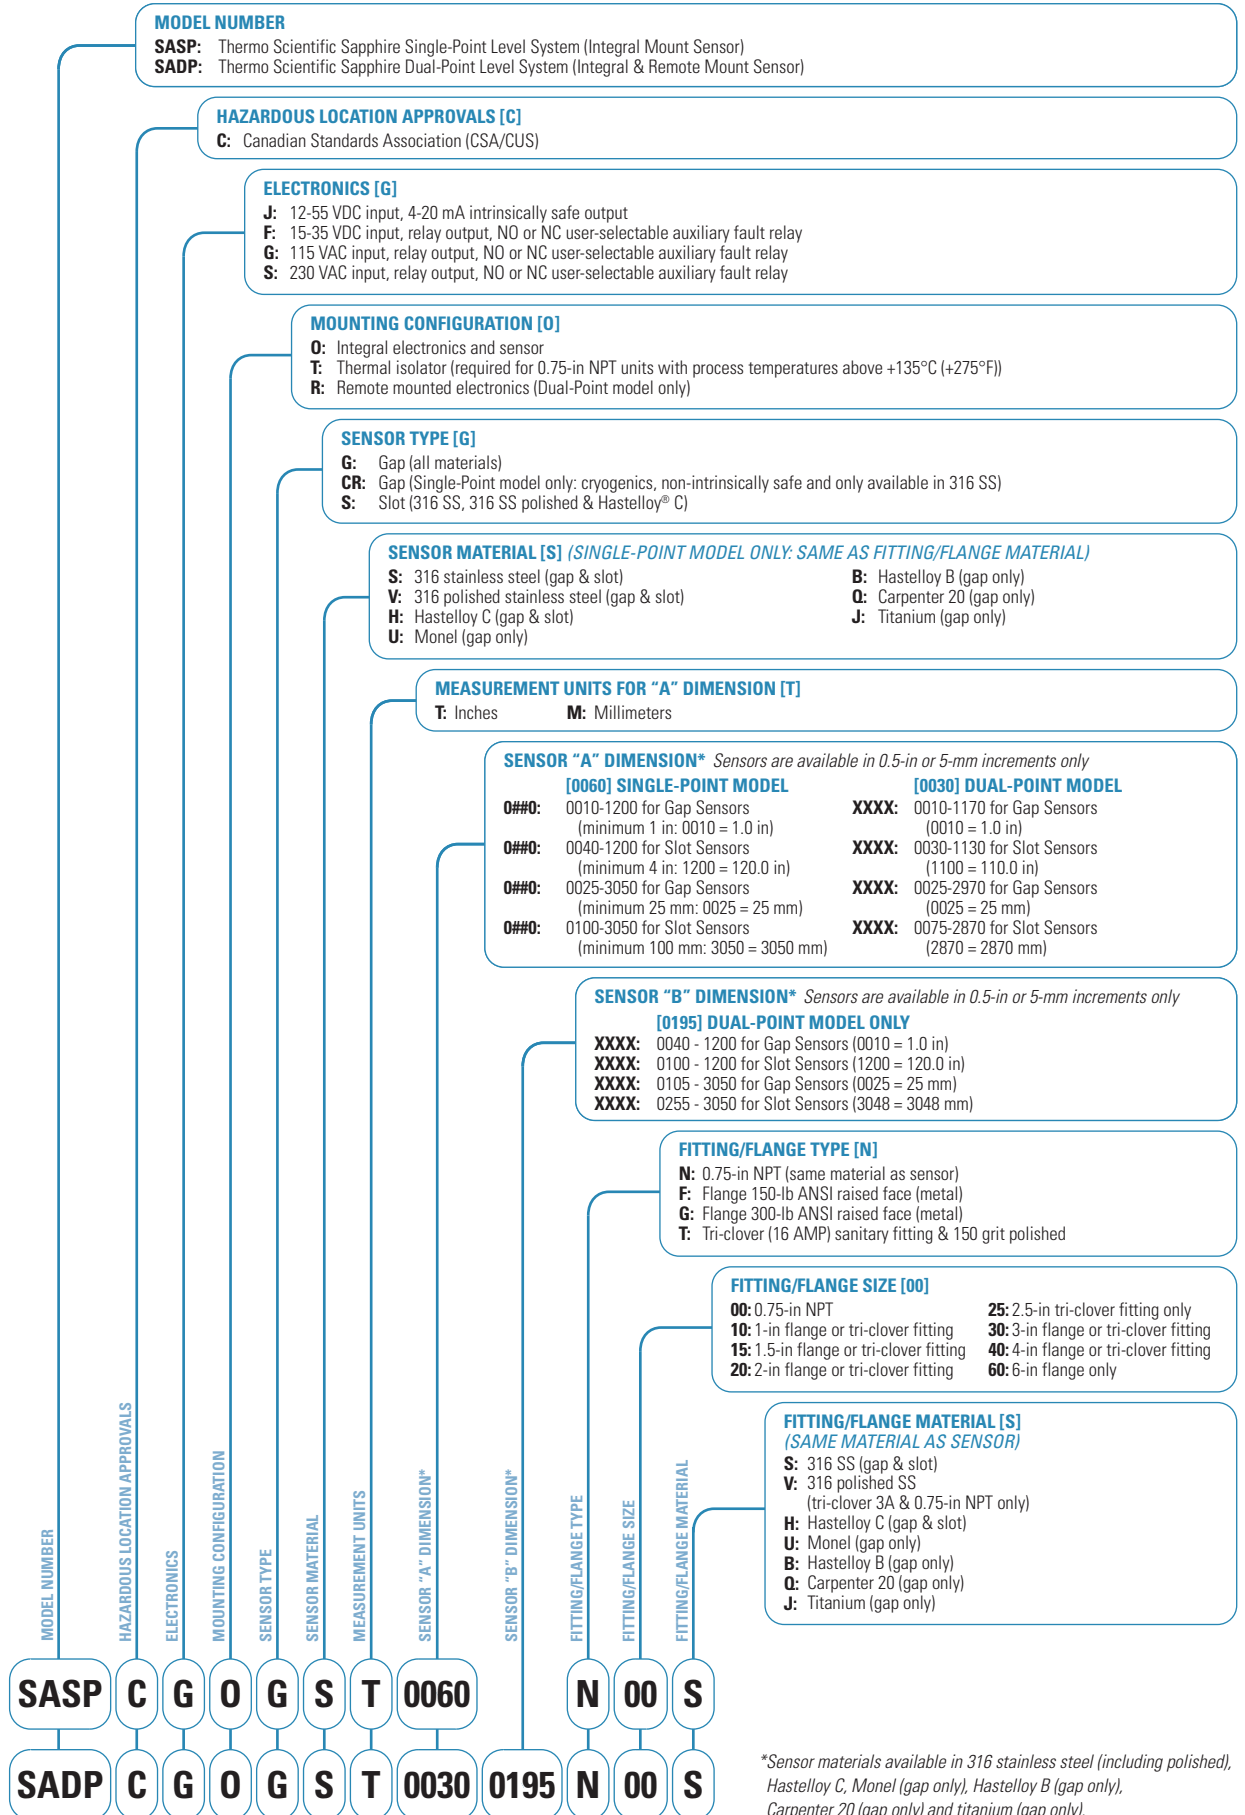 MODEL NUMBER
SASP: Thermo Scientific Sapphire Single-Point Level System (Integral Mount Sensor)
SADP: Thermo Scientific Sapphire Dual-Point Level System (Integral & Remote Mount Sensor)
HAZARDOUS LOCATION APPROVALS [C]
C: Canadian Standards Association (CSA/CUS)
ELECTRONICS [G]
J: 12-55 VDC input, 4-20 mA intrinsically safe output
F: 15-35 VDC input, relay output, NO or NC user-selectable auxiliary fault relay
G: 115 VAC input, relay output, NO or NC user-selectable auxiliary fault relay
S: 230 VAC input, relay output, NO or NC user-selectable auxiliary fault relay
MOUNTING CONFIGURATION [O]
O: Integral electronics and sensor
T: Thermal isolator (required for 0.75-in NPT units with process temperatures above +135°C (+275°F))
R: Remote mounted electronics (Dual-Point model only)
SENSOR TYPE [G]
G: Gap (all materials)
CR: Gap (Single-Point model only: cryogenics, non-intrinsically safe and only available in 316 SS)
S: Slot (316 SS, 316 SS polished & Hastelloy® C)
SENSOR MATERIAL [S] (SINGLE-POINT MODEL ONLY: SAME AS FITTING/FLANGE MATERIAL)
S: 316 stainless steel (gap & slot)
V: 316 polished stainless steel (gap & slot)
H: Hastelloy C (gap & slot)
U: Monel (gap only)
B: Hastelloy B (gap only)
Q: Carpenter 20 (gap only)
J: Titanium (gap only)
MEASUREMENT UNITS FOR “A” DIMENSION [T]
T: Inches M: Millimeters
SENSOR “A” DIMENSION* Sensors are available in 0.5-in or 5-mm increments only
[0060] SINGLE-POINT MODEL
0##0: 0010-1200 for Gap Sensors
(minimum 1 in: 0010 = 1.0 in)
0##0: 0040-1200 for Slot Sensors
(minimum 4 in: 1200 = 120.0 in)
0##0: 0025-3050 for Gap Sensors
(minimum 25 mm: 0025 = 25 mm)
0##0: 0100-3050 for Slot Sensors
(minimum 100 mm: 3050 = 3050 mm)
[0030] DUAL-POINT MODEL
XXXX: 0010-1170 for Gap Sensors
(0010 = 1.0 in)
XXXX: 0030-1130 for Slot Sensors
(1100 = 110.0 in)
XXXX: 0025-2970 for Gap Sensors
(0025 = 25 mm)
XXXX: 0075-2870 for Slot Sensors
(2870 = 2870 mm)
SENSOR “B” DIMENSION* Sensors are available in 0.5-in or 5-mm increments only
[0195] DUAL-POINT MODEL ONLY
XXXX: 0040 - 1200 for Gap Sensors (0010 = 1.0 in)
XXXX: 0100 - 1200 for Slot Sensors (1200 = 120.0 in)
XXXX: 0105 - 3050 for Gap Sensors (0025 = 25 mm)
XXXX: 0255 - 3050 for Slot Sensors (3048 = 3048 mm)
FITTING/FLANGE TYPE [N]
N: 0.75-in NPT (same material as sensor)
F: Flange 150-lb ANSI raised face (metal)
G: Flange 300-lb ANSI raised face (metal)
T: Tri-clover (16 AMP) sanitary fitting & 150 grit polished
FITTING/FLANGE SIZE [00]
00: 0.75-in NPT
10: 1-in flange or tri-clover fitting
15: 1.5-in flange or tri-clover fitting
20: 2-in flange or tri-clover fitting
25: 2.5-in tri-clover fitting only
30: 3-in flange or tri-clover fitting
40: 4-in flange or tri-clover fitting
60: 6-in flange only
FITTING/FLANGE MATERIAL [S]
(SAME MATERIAL AS SENSOR)
S: 316 SS (gap & slot)
V: 316 polished SS
(tri-clover 3A & 0.75-in NPT only)
H: Hastelloy C (gap & slot)
U: Monel (gap only)
B: Hastelloy B (gap only)
Q: Carpenter 20 (gap only)
J: Titanium (gap only)
MODEL NUMBER
HAZARDOUS LOCATION APPROVALS
ELECTRONICS
MOUNTING CONFIGURATION
SENSOR TYPE
SENSOR MATERIAL
MEASUREMENT UNITS
SENSOR “A” DIMENSION*
SENSOR “B” DIMENSION*
FITTING/FLANGE TYPE
FITTING/FLANGE SIZE
FITTING/FLANGE MATERIAL
SASP C G O G S T 0060 N 00 S
SADP C G O G S T 0030 0195 N 00 S
*Sensor materials available in 316 stainless steel (including polished),
Hastelloy C, Monel (gap only), Hastelloy B (gap only),
Carpenter 20 (gap only) and titanium (gap only).